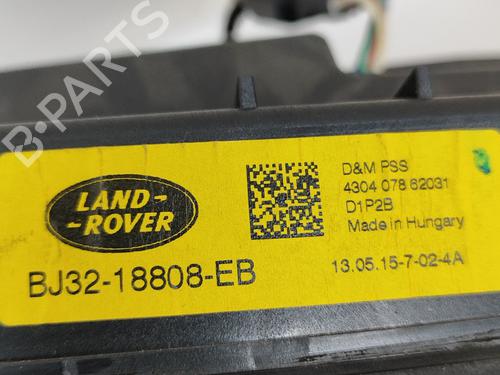 B-PARTS
LAND-
-ROVER
BJ32-18808-EB
D&M PSS
4304 078 62031
D1P2B
Made in Hungary
13.05.15-7-02-4A